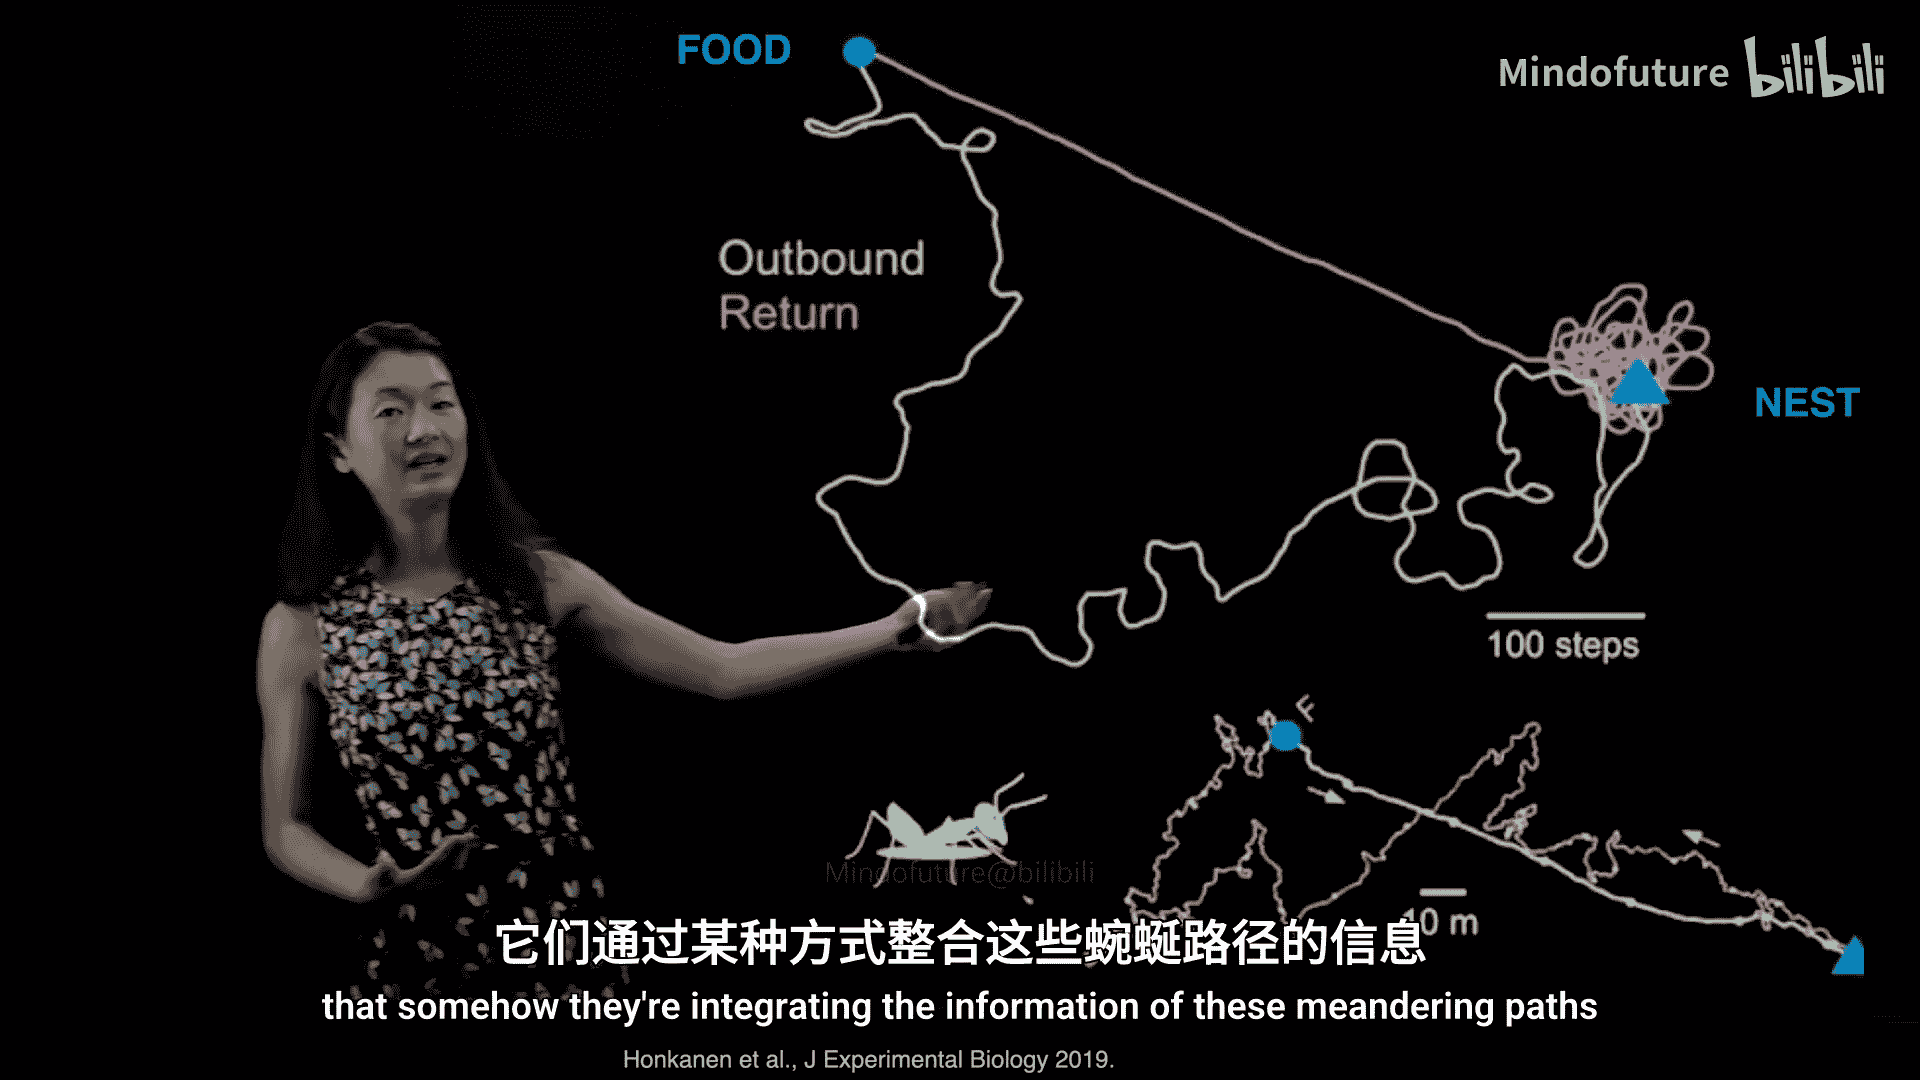 FOOD
Mindofuture bilibili
Outbound
Return
NEST
100 steps
F
Mindofuture@bilibili
10 m
它们通过某种方式整合这些蜿蜒路径的信息
that somehow they're integrating the information of these meandering paths
Honkanen et al., J Experimental Biology 2019.